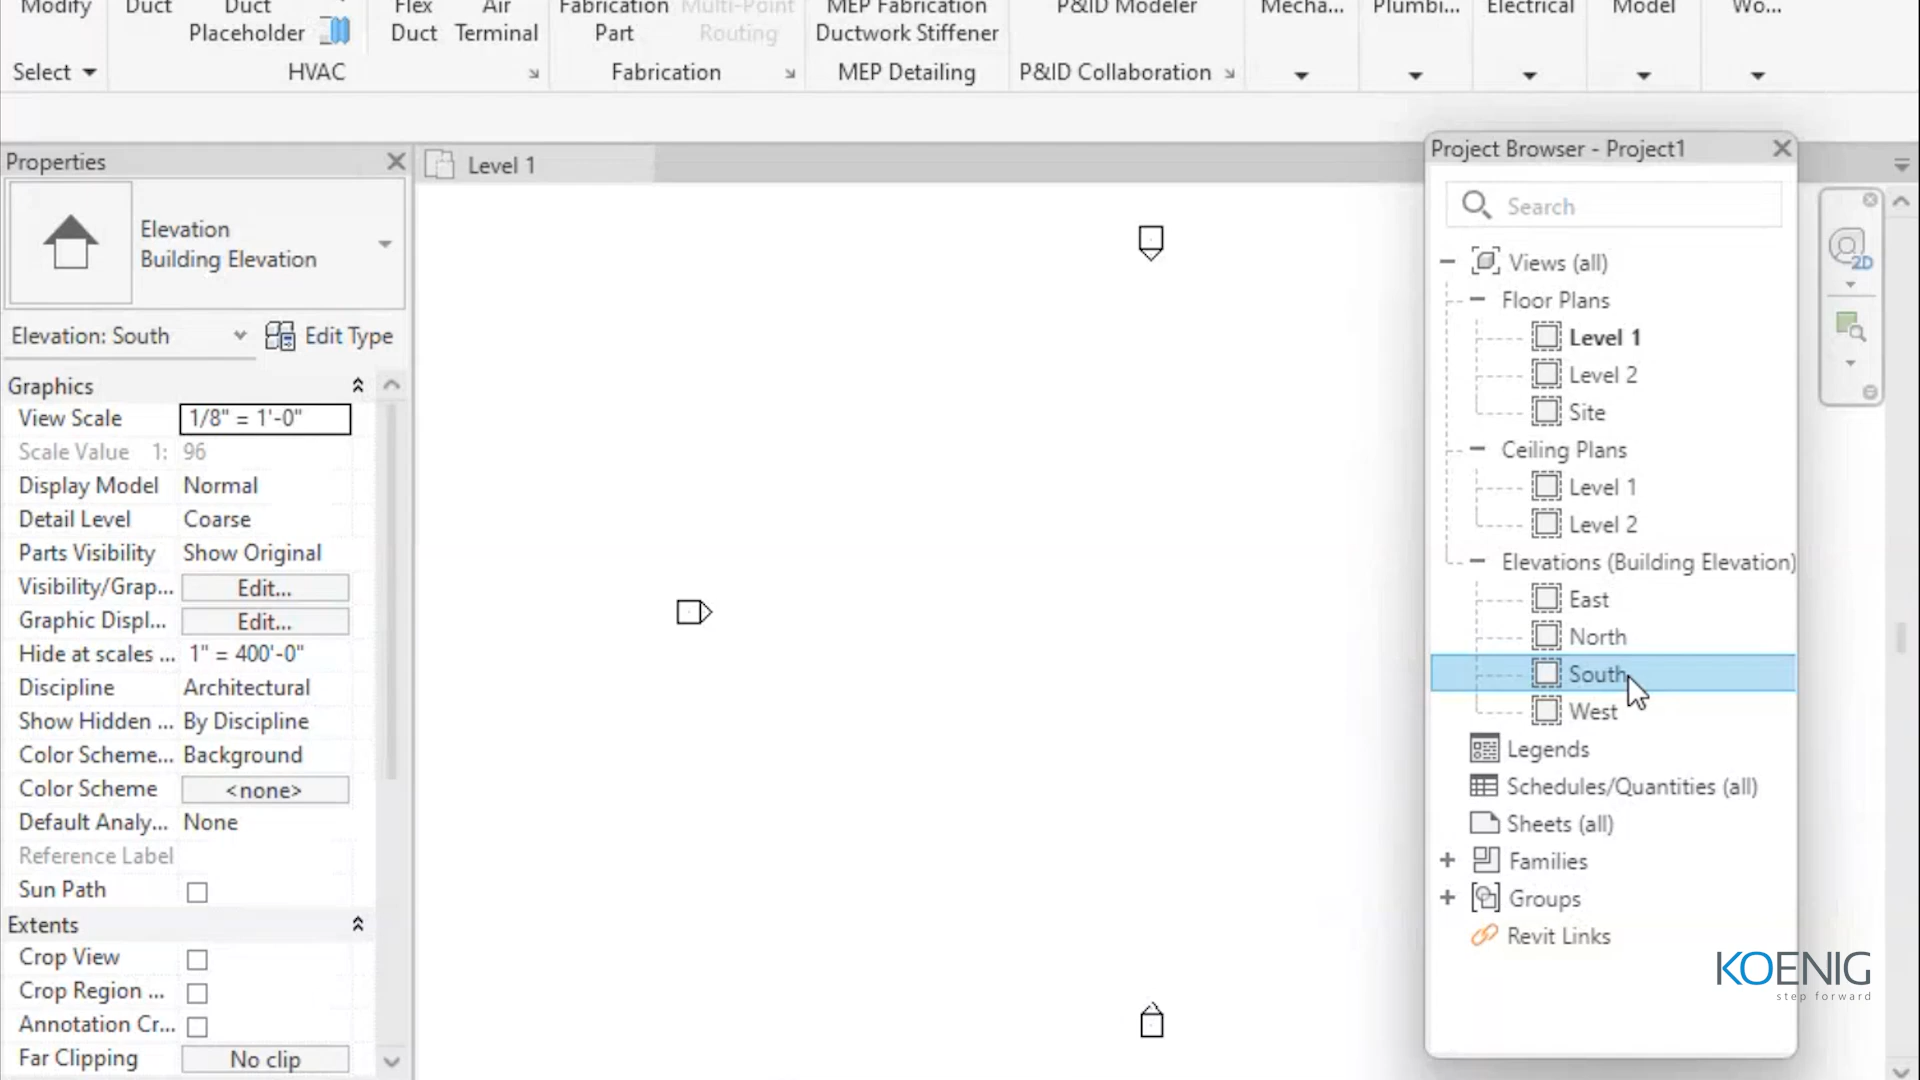 Modify
Duct
Duct
Placeholder
Flex
Duct
Air
Terminal
Fabrication
Part
Multi-Point
Routing
MEP Fabrication
Ductwork Stiffener
P&ID Modeler
Mecha...
Plumbi...
Electrical
Model
Wo...
Select
HVAC
Fabrication
MEP Detailing
P&ID Collaboration
Properties
Elevation
Building Elevation
Elevation: South
Edit Type
Graphics
View Scale 1/8" = 1'-0"
Scale Value 1: 96
Display Model Normal
Detail Level Coarse
Parts Visibility Show Original
Visibility/Grap... Edit...
Graphic Displ... Edit...
Hide at scales ... 1" = 400'-0"
Discipline Architectural
Show Hidden ... By Discipline
Color Scheme... Background
Color Scheme <none>
Default Analy... None
Reference Label
Sun Path
Extents
Crop View
Crop Region ...
Annotation Cr...
Far Clipping No clip
Level 1
Project Browser - Project1
Search
Views (all)
Floor Plans
Level 1
Level 2
Site
Ceiling Plans
Level 1
Level 2
Elevations (Building Elevation)
East
North
South
West
Legends
Schedules/Quantities (all)
Sheets (all)
Families
Groups
Revit Links
2D
KOENIG
step forward